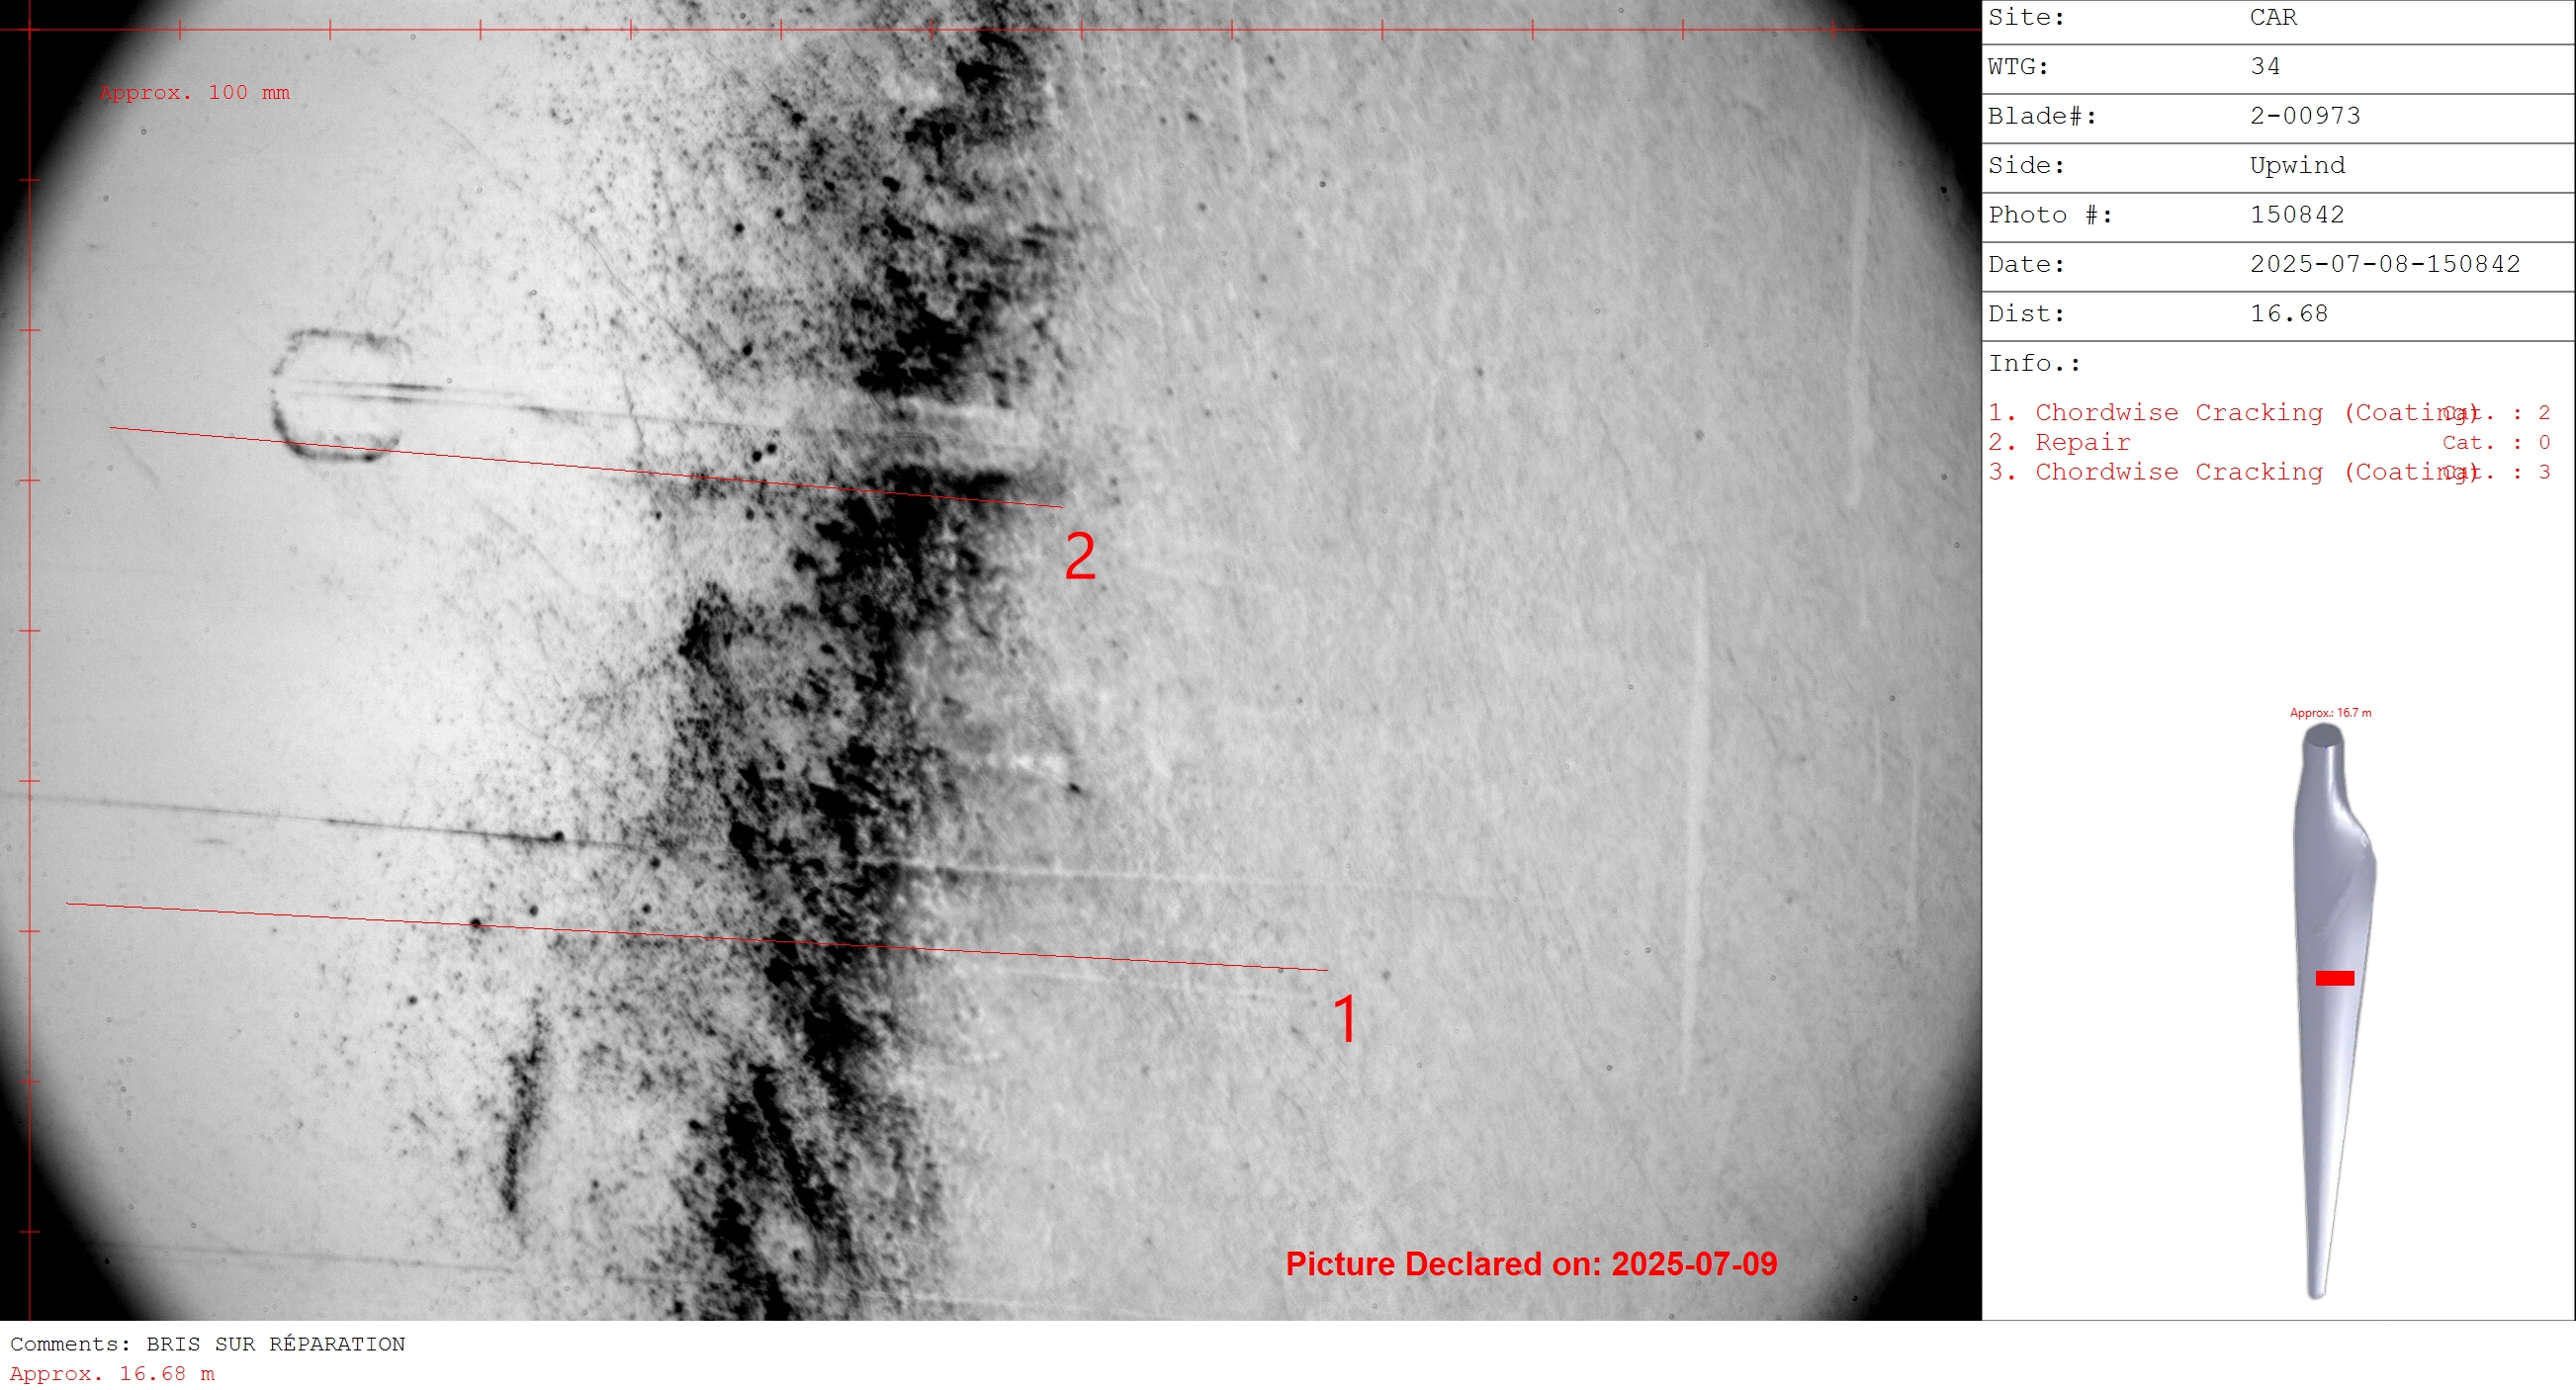 Approx. 100 mm
2
1
Picture Declared on: 2025-07-09
Site: CAR
WTG: 34
Blade#: 2-00973
Side: Upwind
Photo #: 150842
Date: 2025-07-08-150842
Dist: 16.68
Info.:
1. Chordwise Cracking (Coating) Cat. : 2
2. Repair Cat. : 0
3. Chordwise Cracking (Coating) Cat. : 3
Approx.: 16.7 m
Comments: BRIS SUR RÉPARATION
Approx. 16.68 m